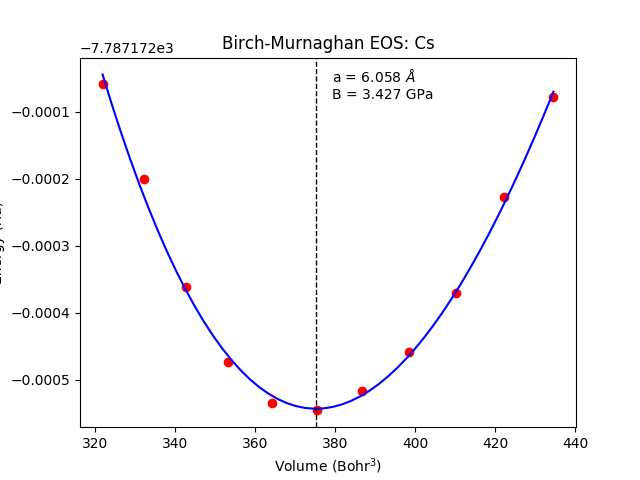 Birch-Murnaghan EOS: Cs
−7.787172e3
a = 6.058 Å
B = 3.427 GPa
−0.0001
−0.0002
−0.0003
−0.0004
−0.0005
320 340 360 380 400 420 440
Volume (Bohr³)